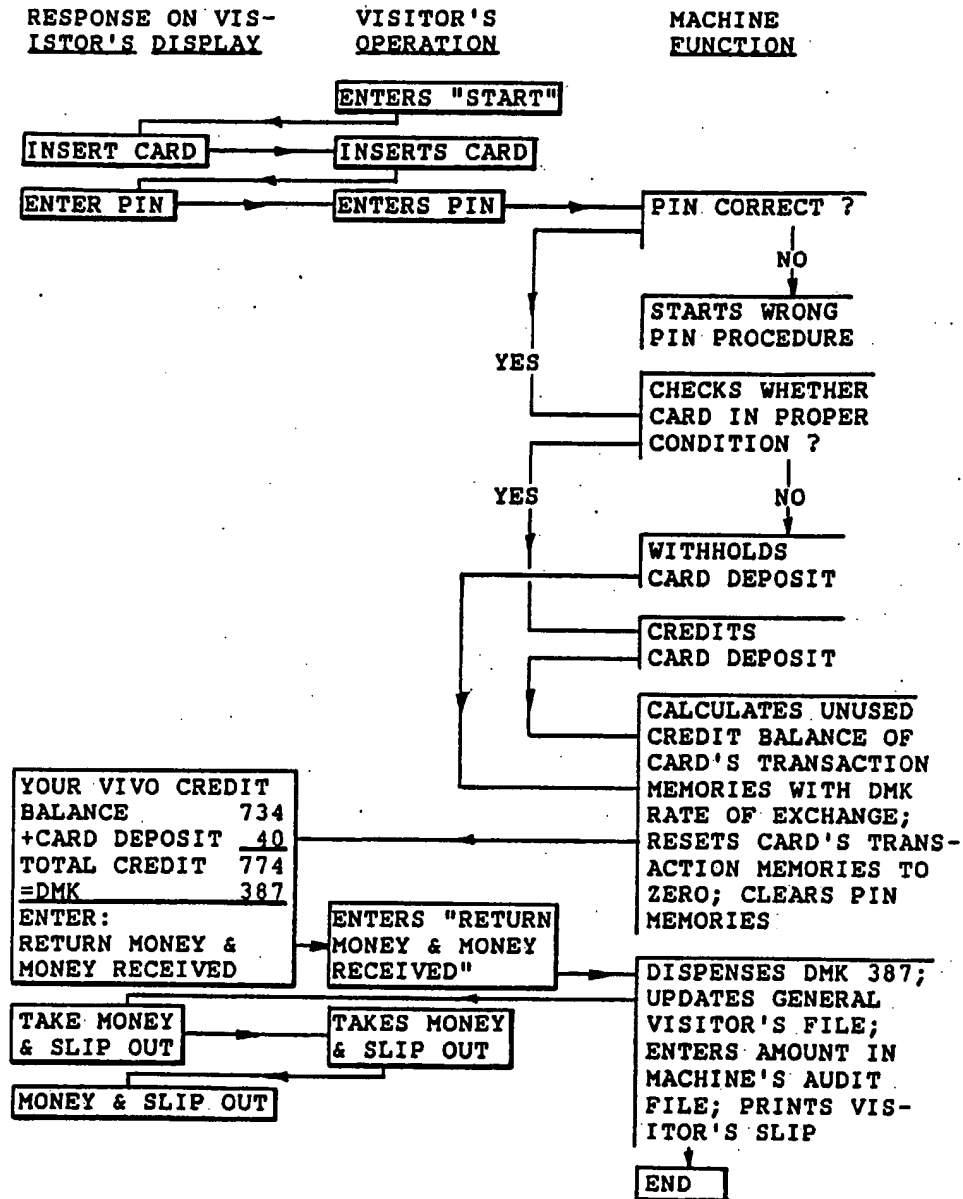 RESPONSE ON VIS-
ISTOR'S DISPLAY
VISITOR'S
OPERATION
MACHINE
FUNCTION
ENTERS "START"
INSERT CARD
INSERTS CARD
ENTER PIN
ENTERS PIN
PIN CORRECT ?
NO
STARTS WRONG
PIN PROCEDURE
YES
CHECKS WHETHER
CARD IN PROPER
CONDITION ?
YES
NO
WITHHOLDS
CARD DEPOSIT
CREDITS
CARD DEPOSIT
CALCULATES UNUSED
CREDIT BALANCE OF
CARD'S TRANSACTION
MEMORIES WITH DMK
RATE OF EXCHANGE;
RESETS CARD'S TRANS-
ACTION MEMORIES TO
ZERO; CLEARS PIN
MEMORIES
YOUR VIVO CREDIT
BALANCE 734
+CARD DEPOSIT 40
TOTAL CREDIT 774
=DMK 387
ENTER:
RETURN MONEY &
MONEY RECEIVED
ENTERS "RETURN
MONEY & MONEY
RECEIVED"
DISPENSES DMK 387;
UPDATES GENERAL
VISITOR'S FILE;
ENTERS AMOUNT IN
MACHINE'S AUDIT
FILE; PRINTS VIS-
ITOR'S SLIP
TAKE MONEY
& SLIP OUT
TAKES MONEY
& SLIP OUT
MONEY & SLIP OUT
END